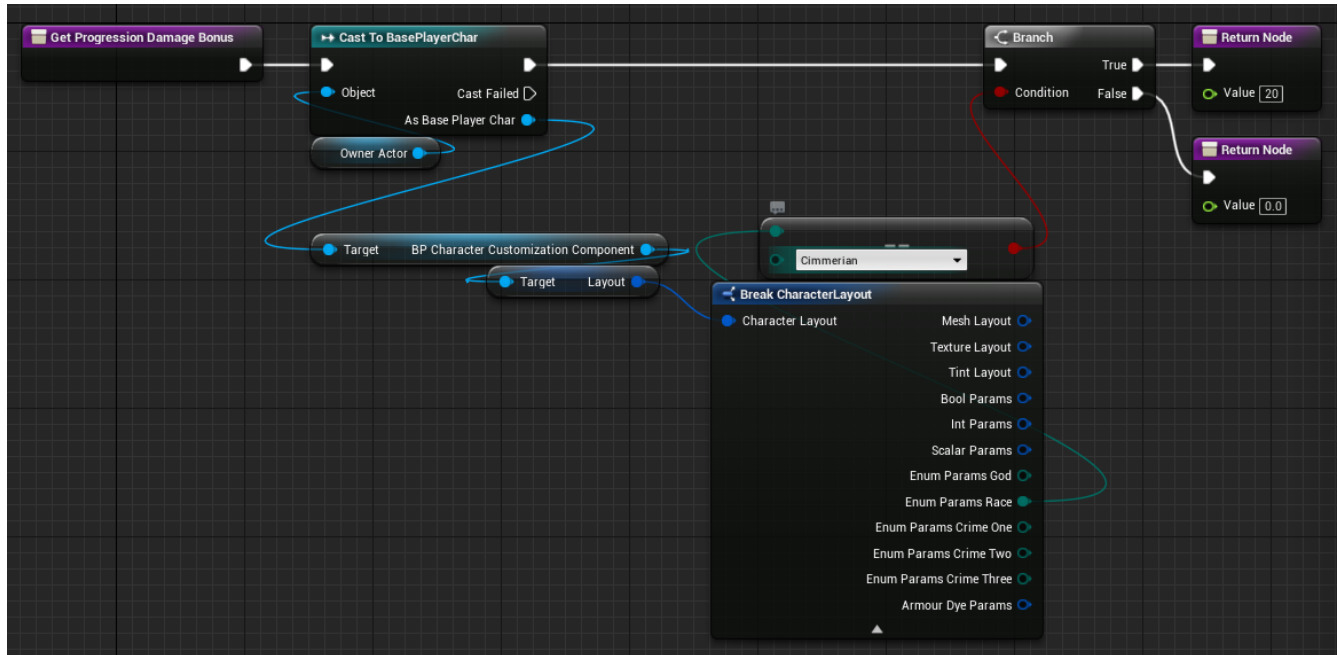 Get Progression Damage Bonus
Cast To BasePlayerChar
Object
Cast Failed
As Base Player Char
Owner Actor
Branch
True
Condition
False
Return Node
Value 20
Return Node
Value 0.0
Target
BP Character Customization Component
Target
Layout
==
Cimmerian
Break CharacterLayout
Character Layout
Mesh Layout
Texture Layout
Tint Layout
Bool Params
Int Params
Scalar Params
Enum Params God
Enum Params Race
Enum Params Crime One
Enum Params Crime Two
Enum Params Crime Three
Armour Dye Params